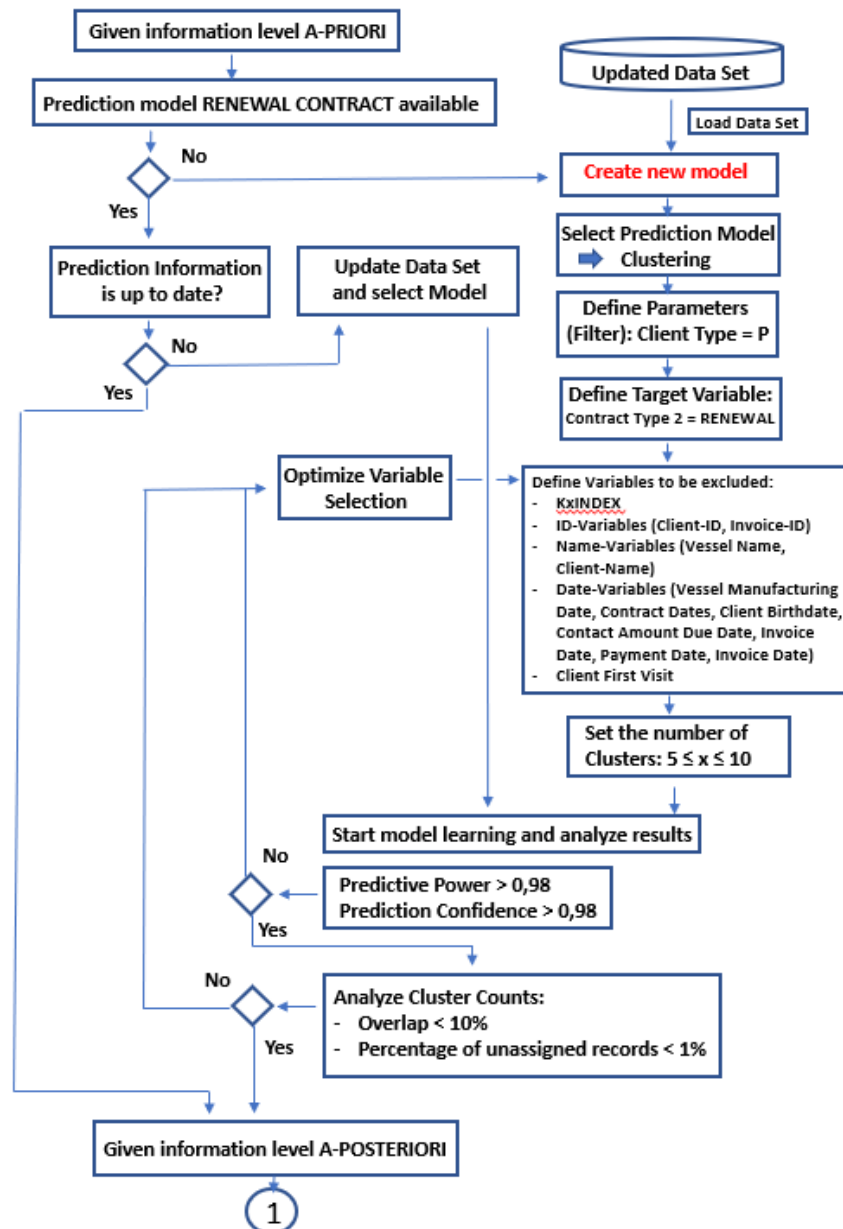 Given information level A-PRIORI
Updated Data Set
Prediction model RENEWAL CONTRACT available
Load Data Set
No
Create new model
Yes
Select Prediction Model
Clustering
Prediction Information
is up to date?
Update Data Set
and select Model
Define Parameters
(Filter): Client Type = P
No
Yes
Define Target Variable:
Contract Type 2 = RENEWAL
Optimize Variable
Selection
Define Variables to be excluded:
- KxINDEX
- ID-Variables (Client-ID, Invoice-ID)
- Name-Variables (Vessel Name,
Client-Name)
- Date-Variables (Vessel Manufacturing
Date, Contract Dates, Client Birthdate,
Contact Amount Due Date, Invoice
Date, Payment Date, Invoice Date)
- Client First Visit
Set the number of
Clusters: 5 ≤ x ≤ 10
Start model learning and analyze results
No
Predictive Power > 0,98
Prediction Confidence > 0,98
Yes
No
Analyze Cluster Counts:
- Overlap < 10%
- Percentage of unassigned records < 1%
Yes
Given information level A-POSTERIORI
1